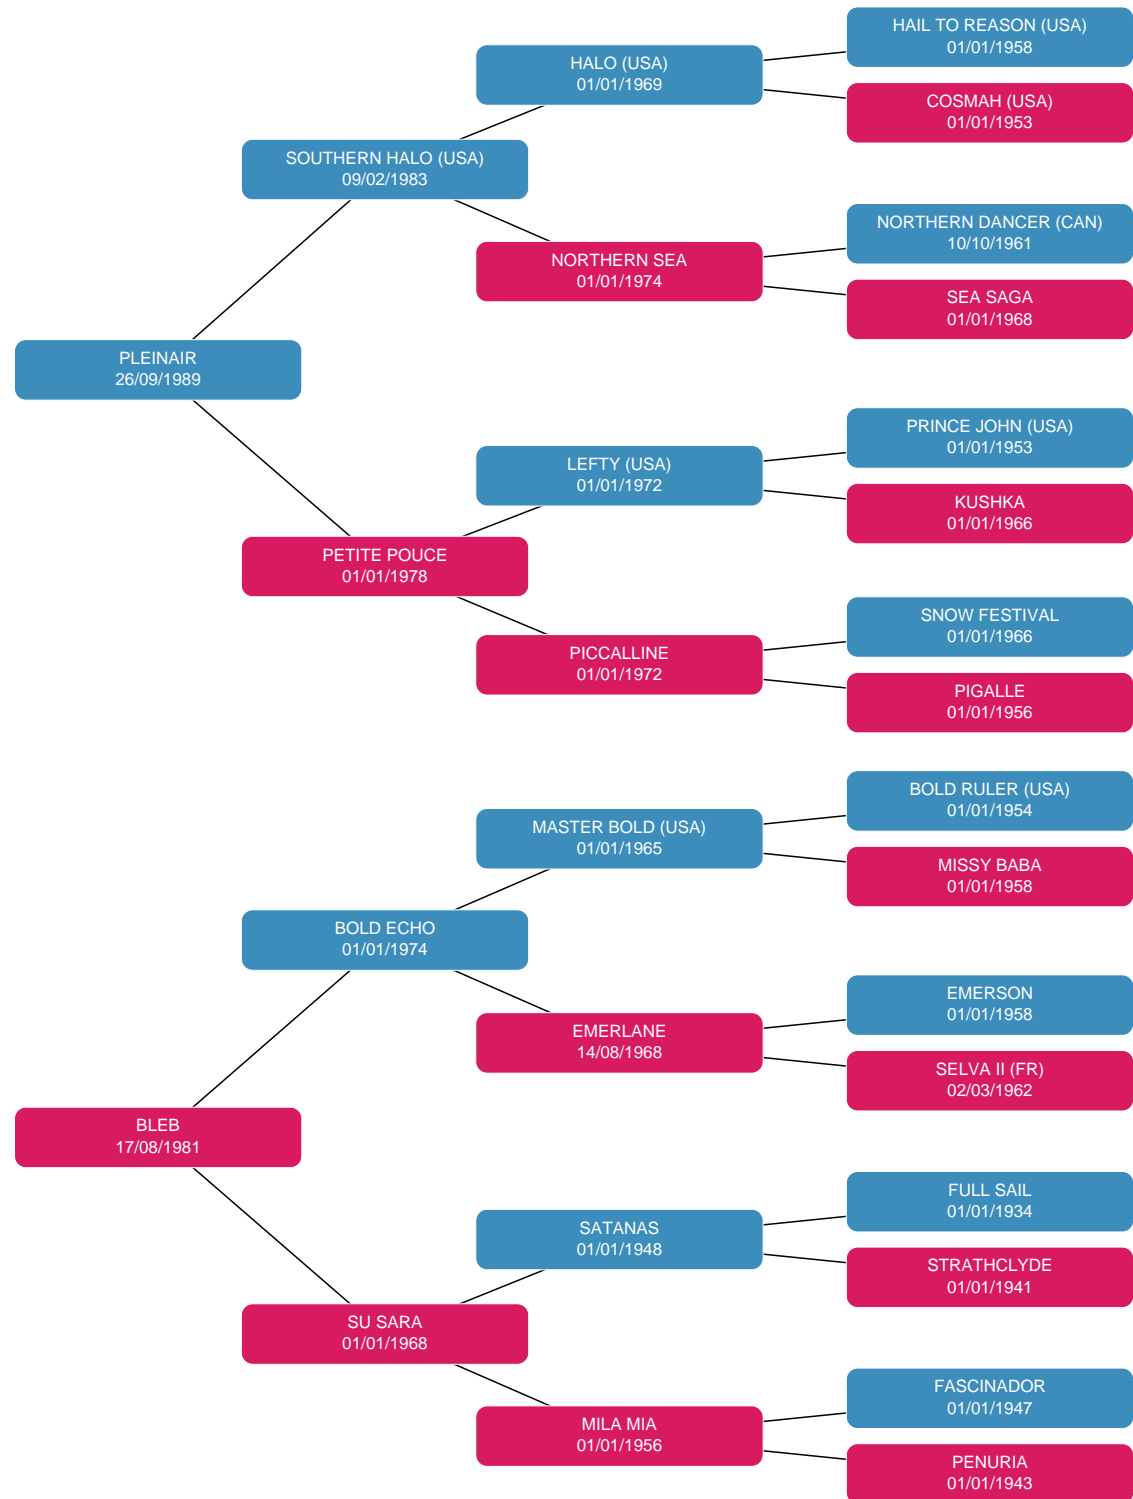 HAIL TO REASON (USA)
01/01/1958
HALO (USA)
01/01/1969
COSMAH (USA)
01/01/1953
SOUTHERN HALO (USA)
09/02/1983
NORTHERN DANCER (CAN)
10/10/1961
NORTHERN SEA
01/01/1974
SEA SAGA
01/01/1968
PLEINAIR
26/09/1989
PRINCE JOHN (USA)
01/01/1953
LEFTY (USA)
01/01/1972
KUSHKA
01/01/1966
PETITE POUCE
01/01/1978
SNOW FESTIVAL
01/01/1966
PICCALLINE
01/01/1972
PIGALLE
01/01/1956
BOLD RULER (USA)
01/01/1954
MASTER BOLD (USA)
01/01/1965
MISSY BABA
01/01/1958
BOLD ECHO
01/01/1974
EMERSON
01/01/1958
EMERLANE
14/08/1968
SELVA II (FR)
02/03/1962
BLEB
17/08/1981
FULL SAIL
01/01/1934
SATANAS
01/01/1948
STRATHCLYDE
01/01/1941
SU SARA
01/01/1968
FASCINADOR
01/01/1947
MILA MIA
01/01/1956
PENURIA
01/01/1943